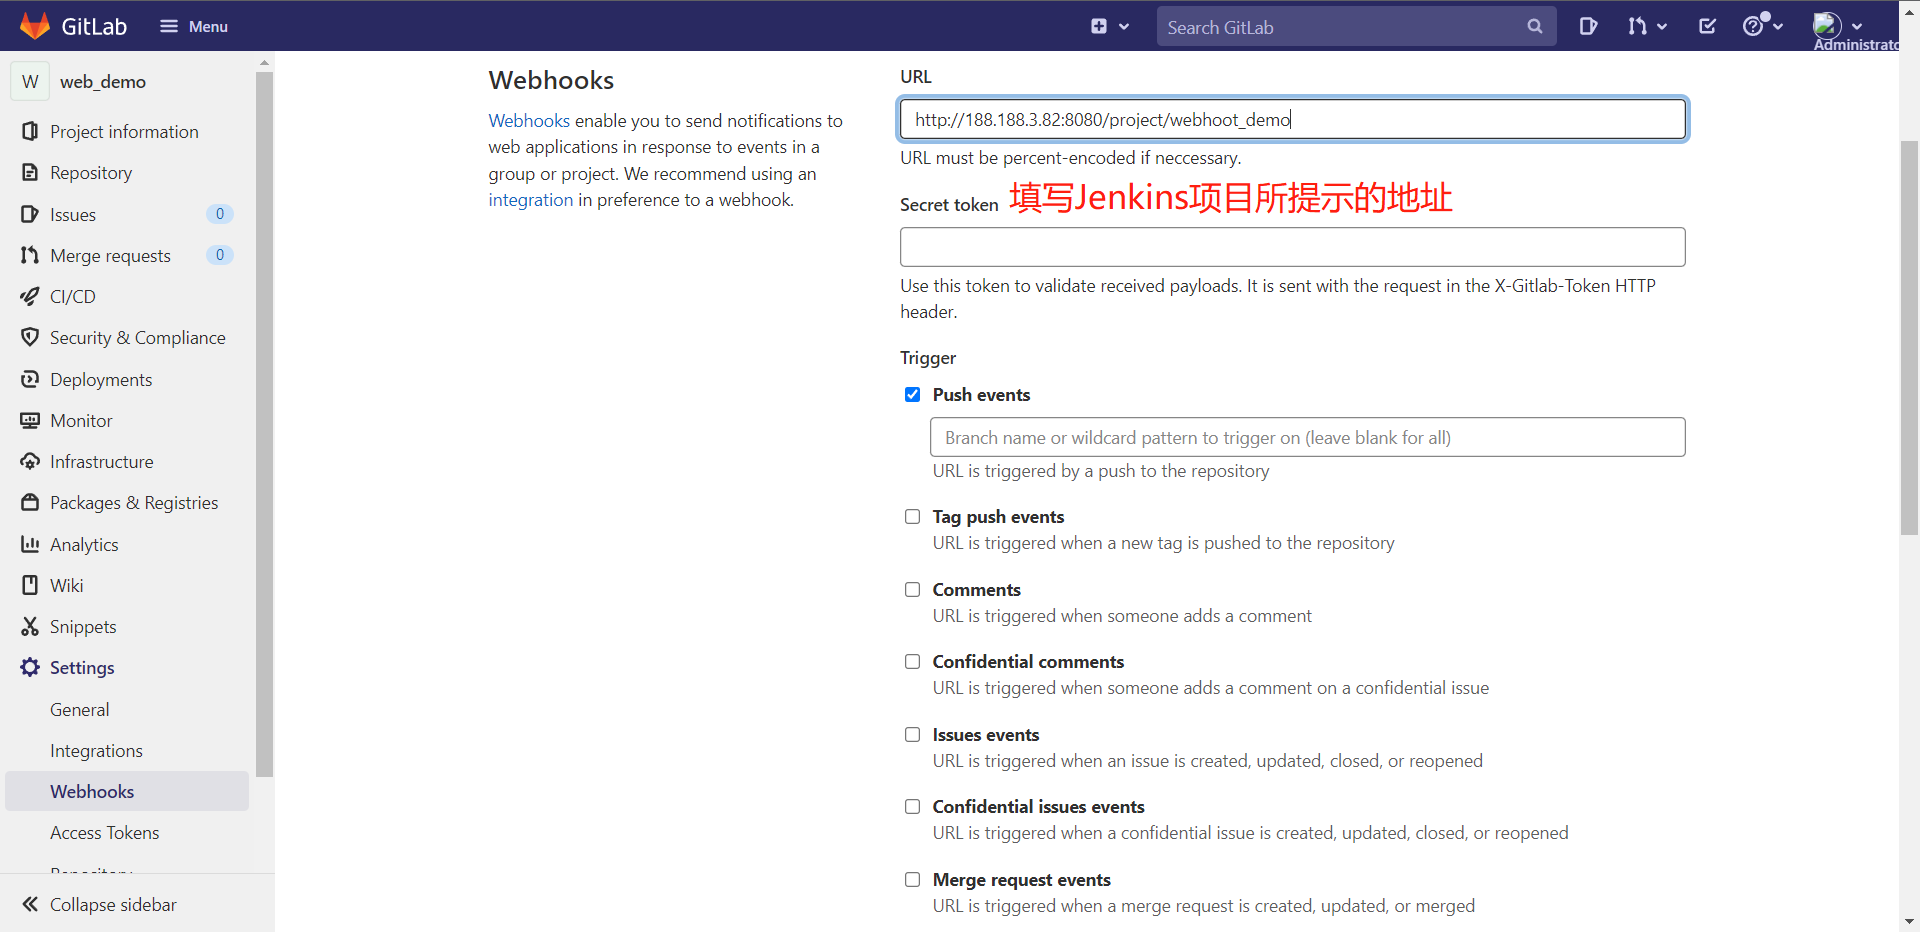 GitLab
Menu
Search GitLab
Administrato
W
web_demo
Project information
Repository
Issues
0
Merge requests
0
CI/CD
Security & Compliance
Deployments
Monitor
Infrastructure
Packages & Registries
Analytics
Wiki
Snippets
Settings
General
Integrations
Webhooks
Access Tokens
Repository
Collapse sidebar
Webhooks
Webhooks enable you to send notifications to
web applications in response to events in a
group or project. We recommend using an
integration in preference to a webhook.
URL
http://188.188.3.82:8080/project/webhoot_demo
URL must be percent-encoded if neccessary.
Secret token
填写Jenkins项目所提示的地址
Use this token to validate received payloads. It is sent with the request in the X-Gitlab-Token HTTP
header.
Trigger
Push events
Branch name or wildcard pattern to trigger on (leave blank for all)
URL is triggered by a push to the repository
Tag push events
URL is triggered when a new tag is pushed to the repository
Comments
URL is triggered when someone adds a comment
Confidential comments
URL is triggered when someone adds a comment on a confidential issue
Issues events
URL is triggered when an issue is created, updated, closed, or reopened
Confidential issues events
URL is triggered when a confidential issue is created, updated, closed, or reopened
Merge request events
URL is triggered when a merge request is created, updated, or merged